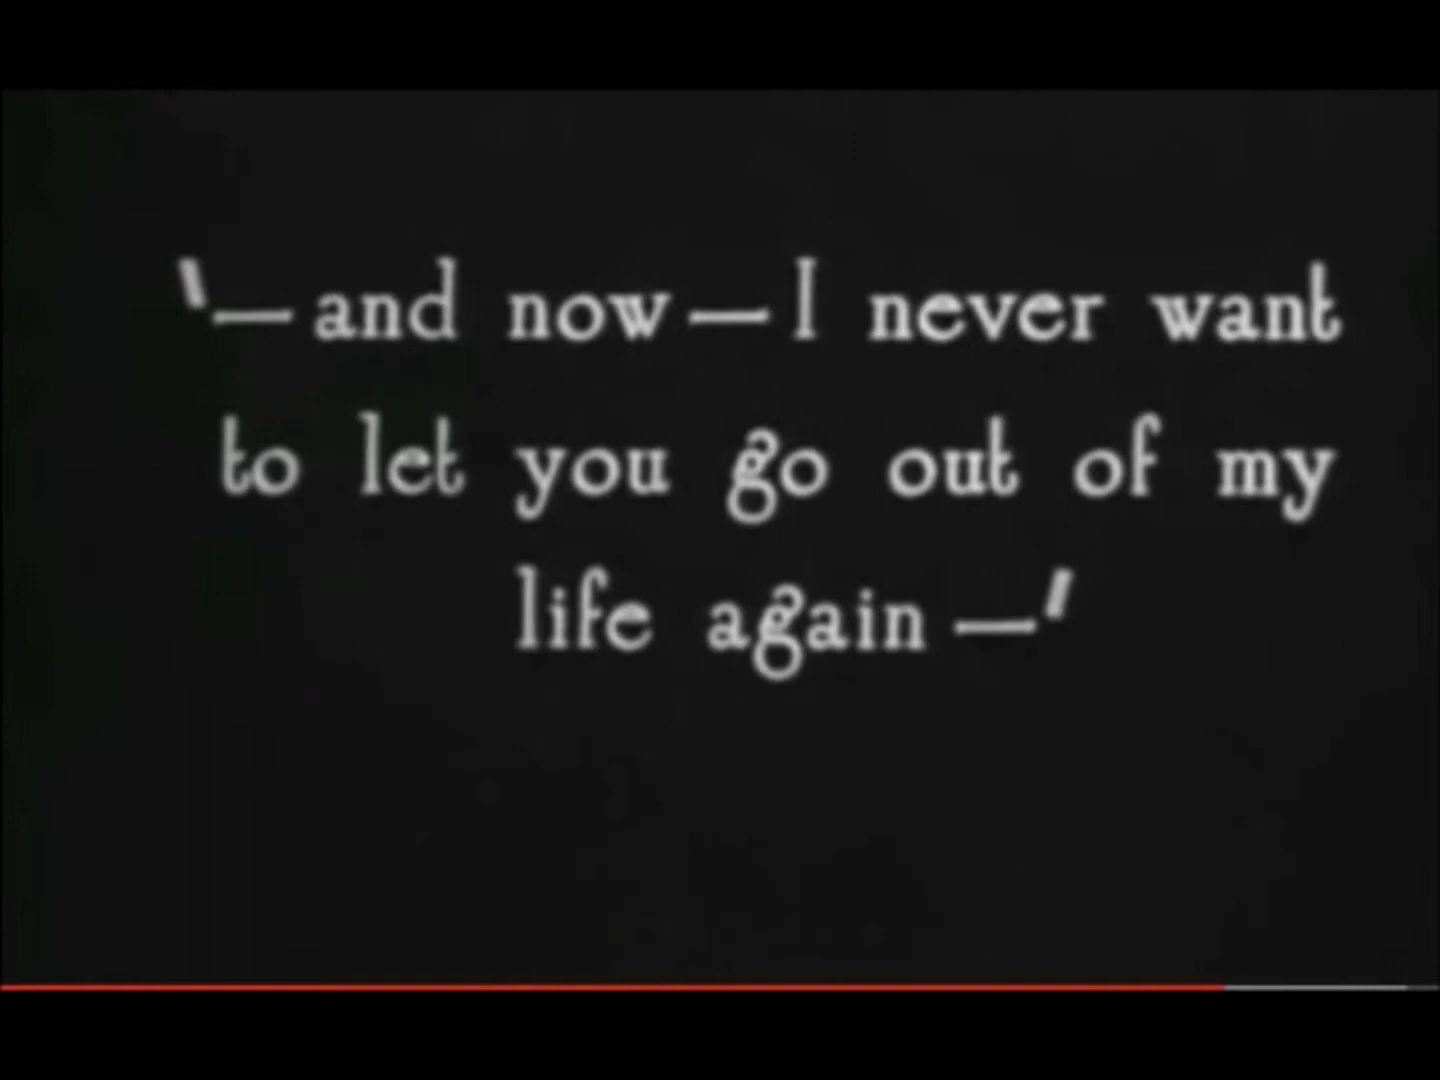 '—and now—I never want
to let you go out of my
life again—'